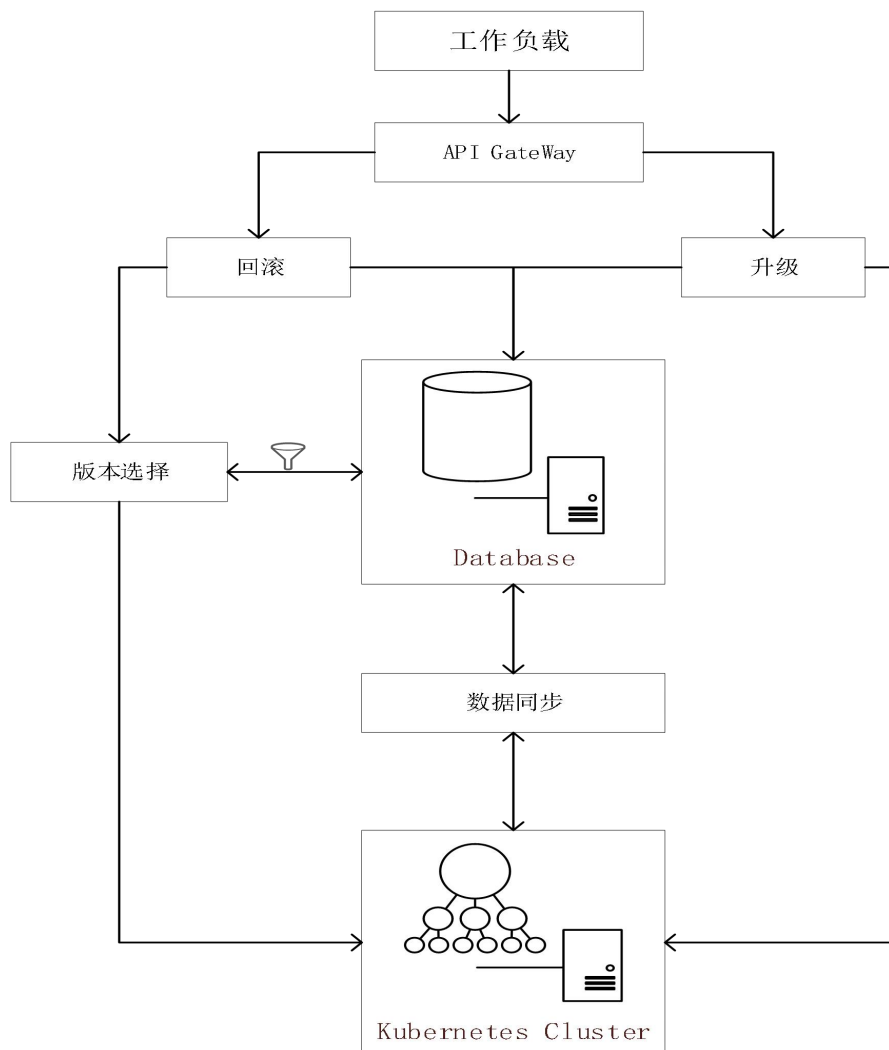 工作负载
API GateWay
回滚
升级
版本选择
Database
数据同步
Kubernetes Cluster